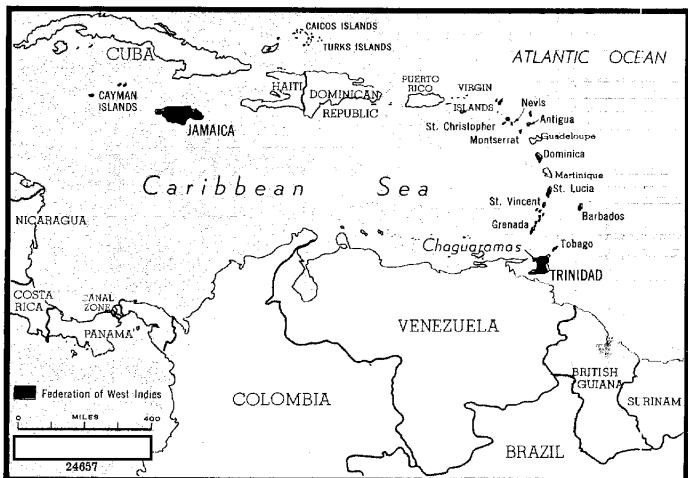 CAICOS ISLANDS
TURKS ISLANDS
CUBA
ATLANTIC OCEAN
CAYMAN
ISLANDS
JAMAICA
HAITI
DOMINICAN
REPUBLIC
PUERTO
RICO
VIRGIN
ISLANDS
Nevis
St. Christopher
Antigua
Montserrat
Guadeloupe
Dominica
Martinique
St. Lucia
Caribbean Sea
St. Vincent
Barbados
Grenada
NICARAGUA
Chaguaramas
Tobago
TRINIDAD
COSTA
RICA
CANAL
ZONE
PANAMA
VENEZUELA
BRITISH
GUIANA
SURINAM
COLOMBIA
BRAZIL
Federation of West Indies
MILES
0 400
24657